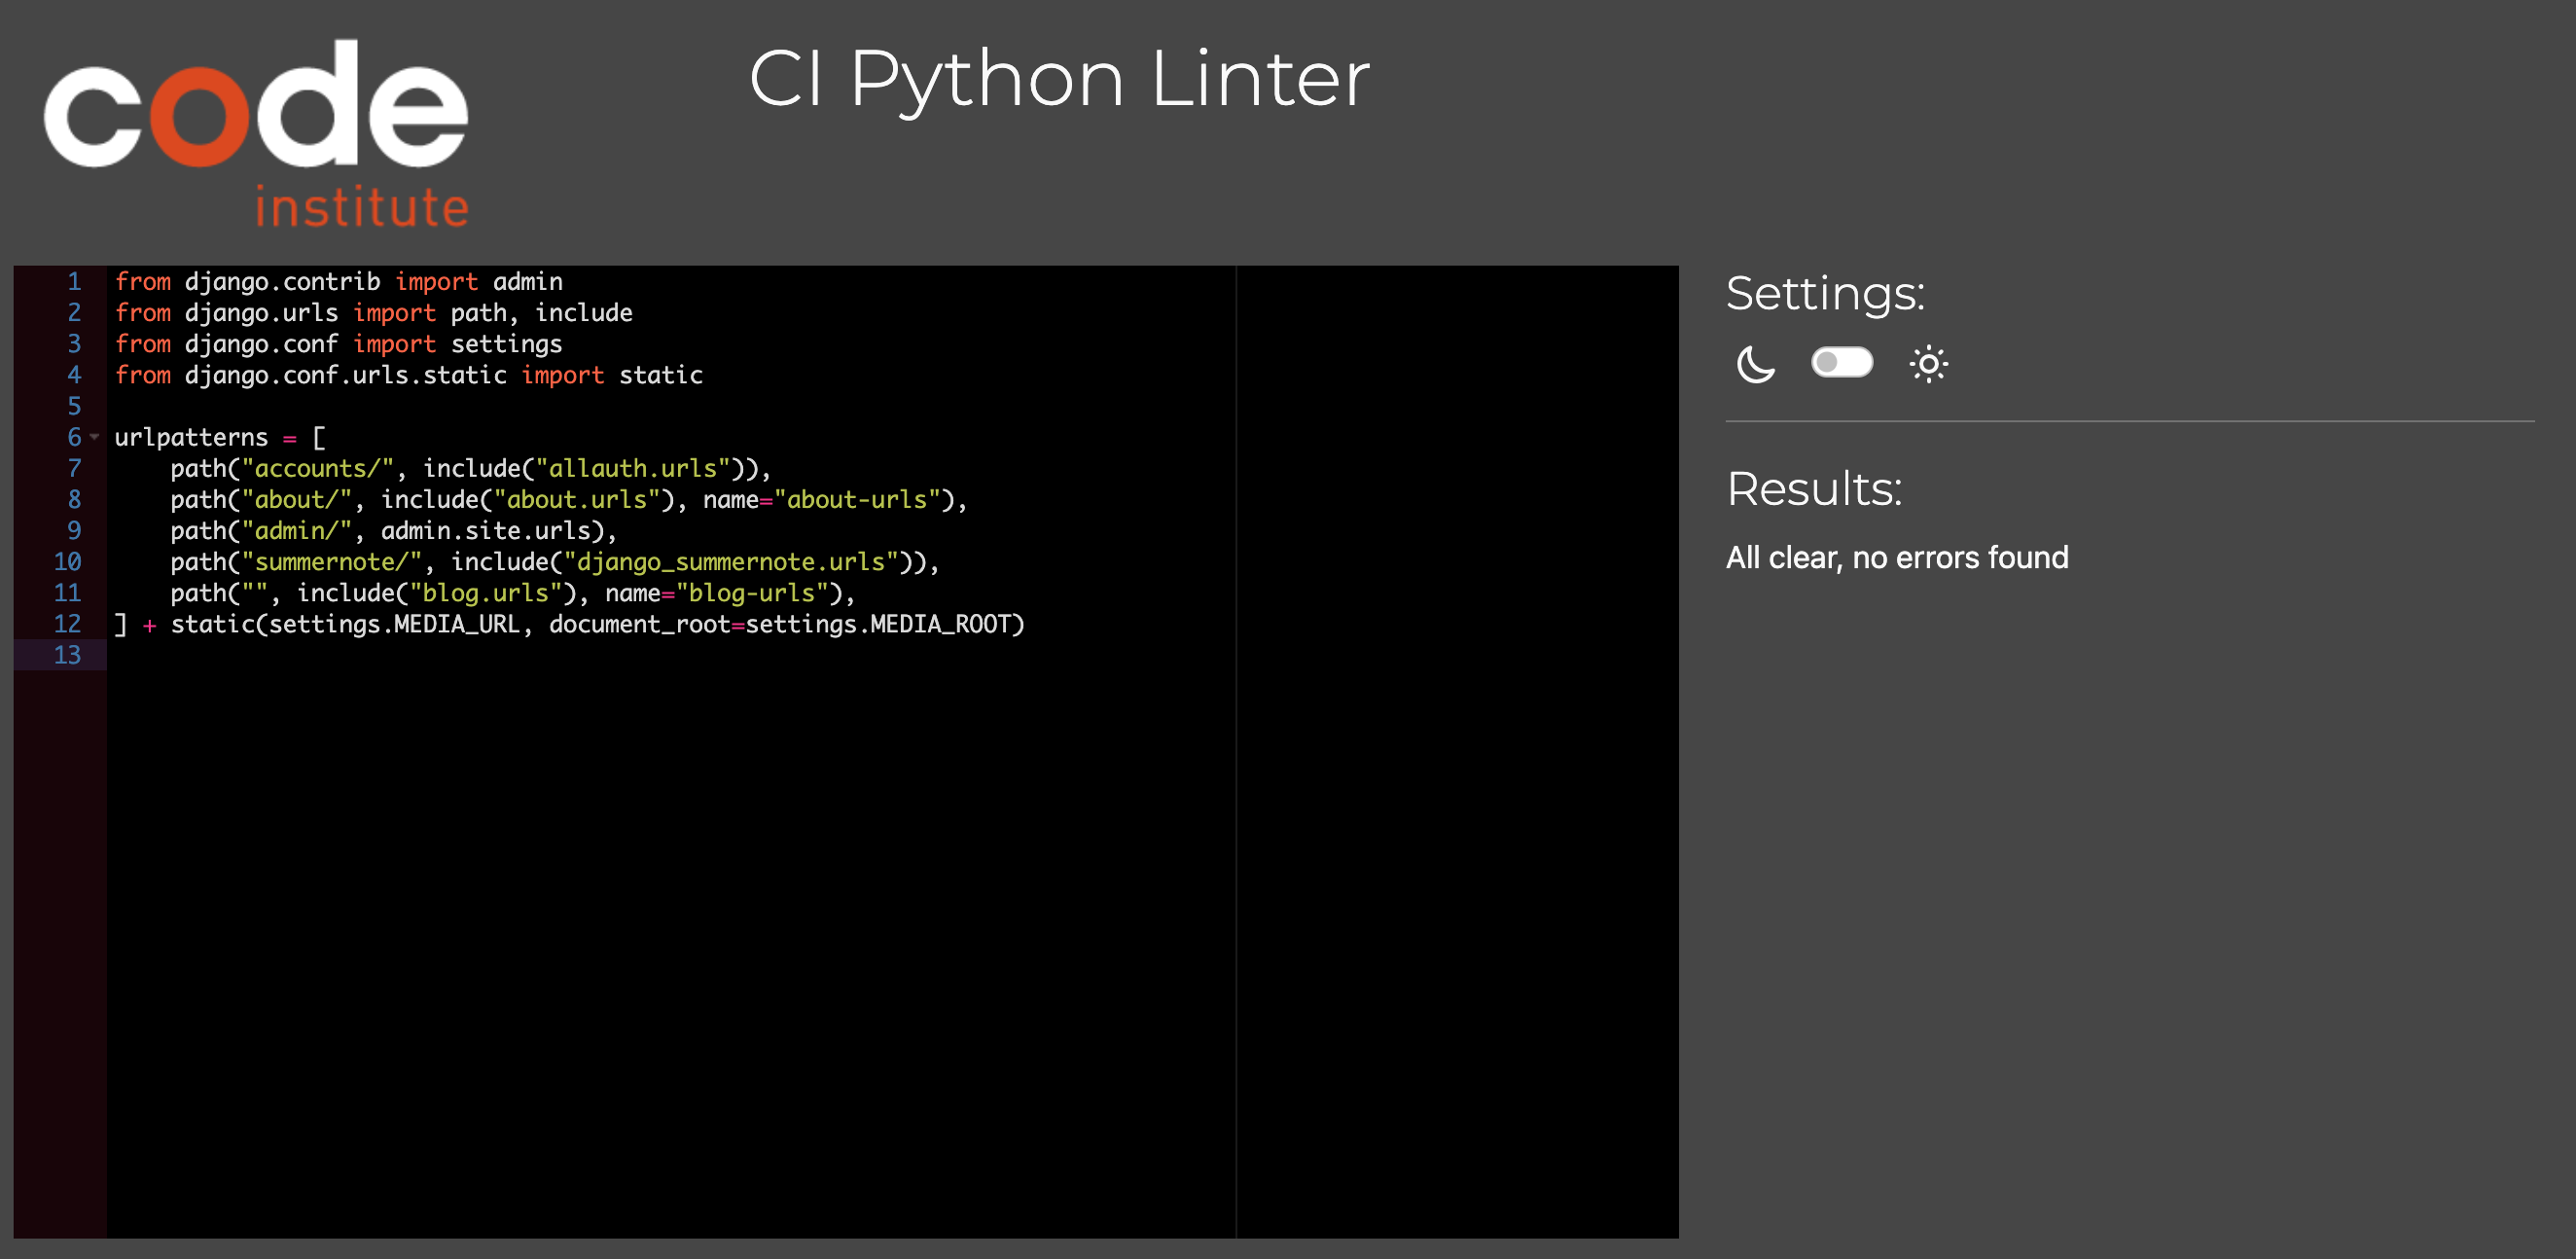 code
institute
CI Python Linter
1 from django.contrib import admin
2 from django.urls import path, include
3 from django.conf import settings
4 from django.conf.urls.static import static
5
6 urlpatterns = [
7     path("accounts/", include("allauth.urls")),
8     path("about/", include("about.urls"), name="about-urls"),
9     path("admin/", admin.site.urls),
10     path("summernote/", include("django_summernote.urls")),
11     path("", include("blog.urls"), name="blog-urls"),
12 ] + static(settings.MEDIA_URL, document_root=settings.MEDIA_ROOT)
13
Settings:
Results:
All clear, no errors found